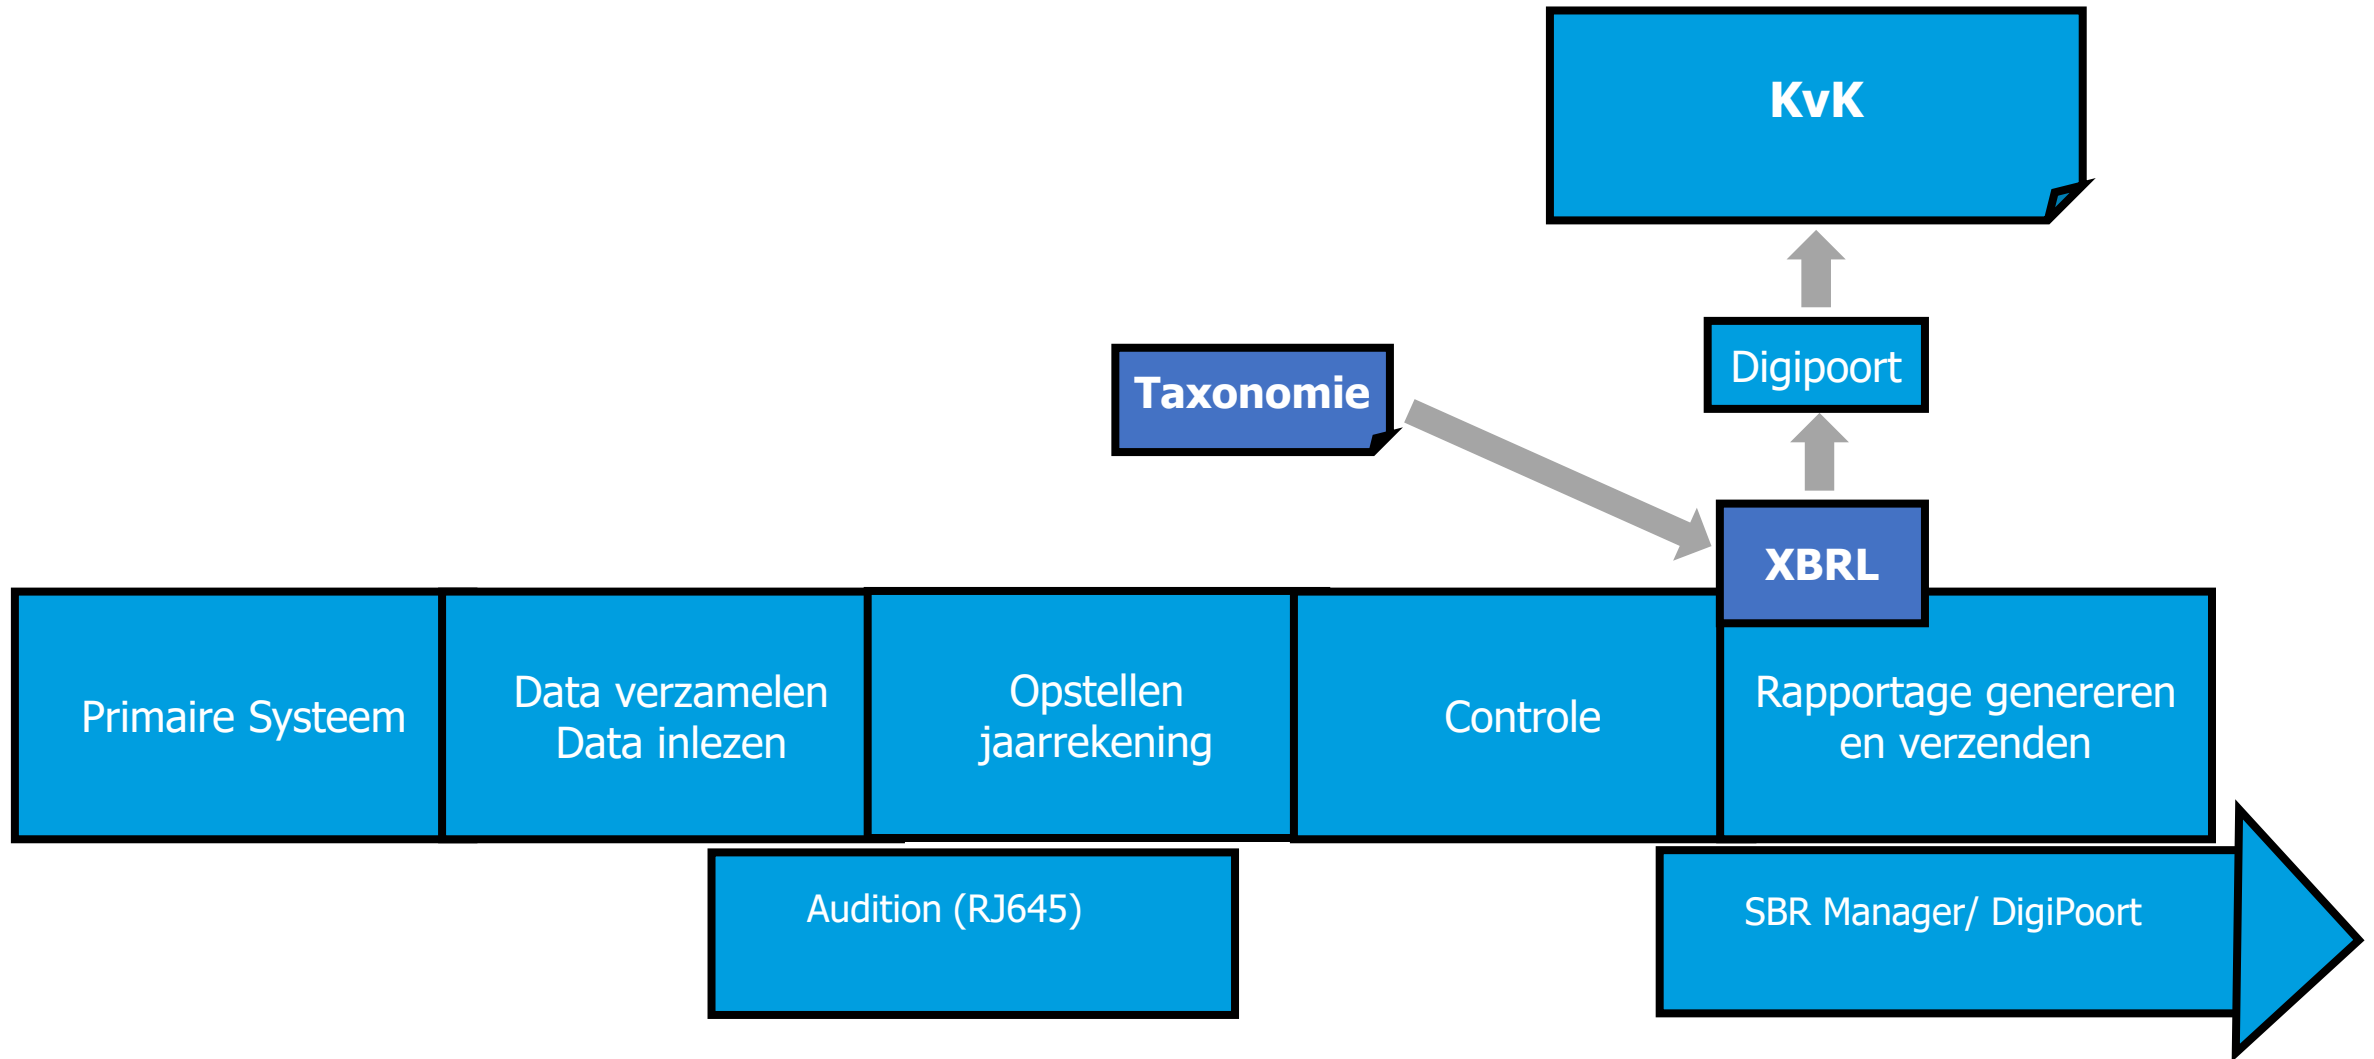 KvK
Digipoort
Taxonomie
XBRL
Primaire Systeem
Data verzamelen
Data inlezen
Opstellen
jaarrekening
Controle
Rapportage genereren
en verzenden
Audition (RJ645)
SBR Manager/ DigiPoort